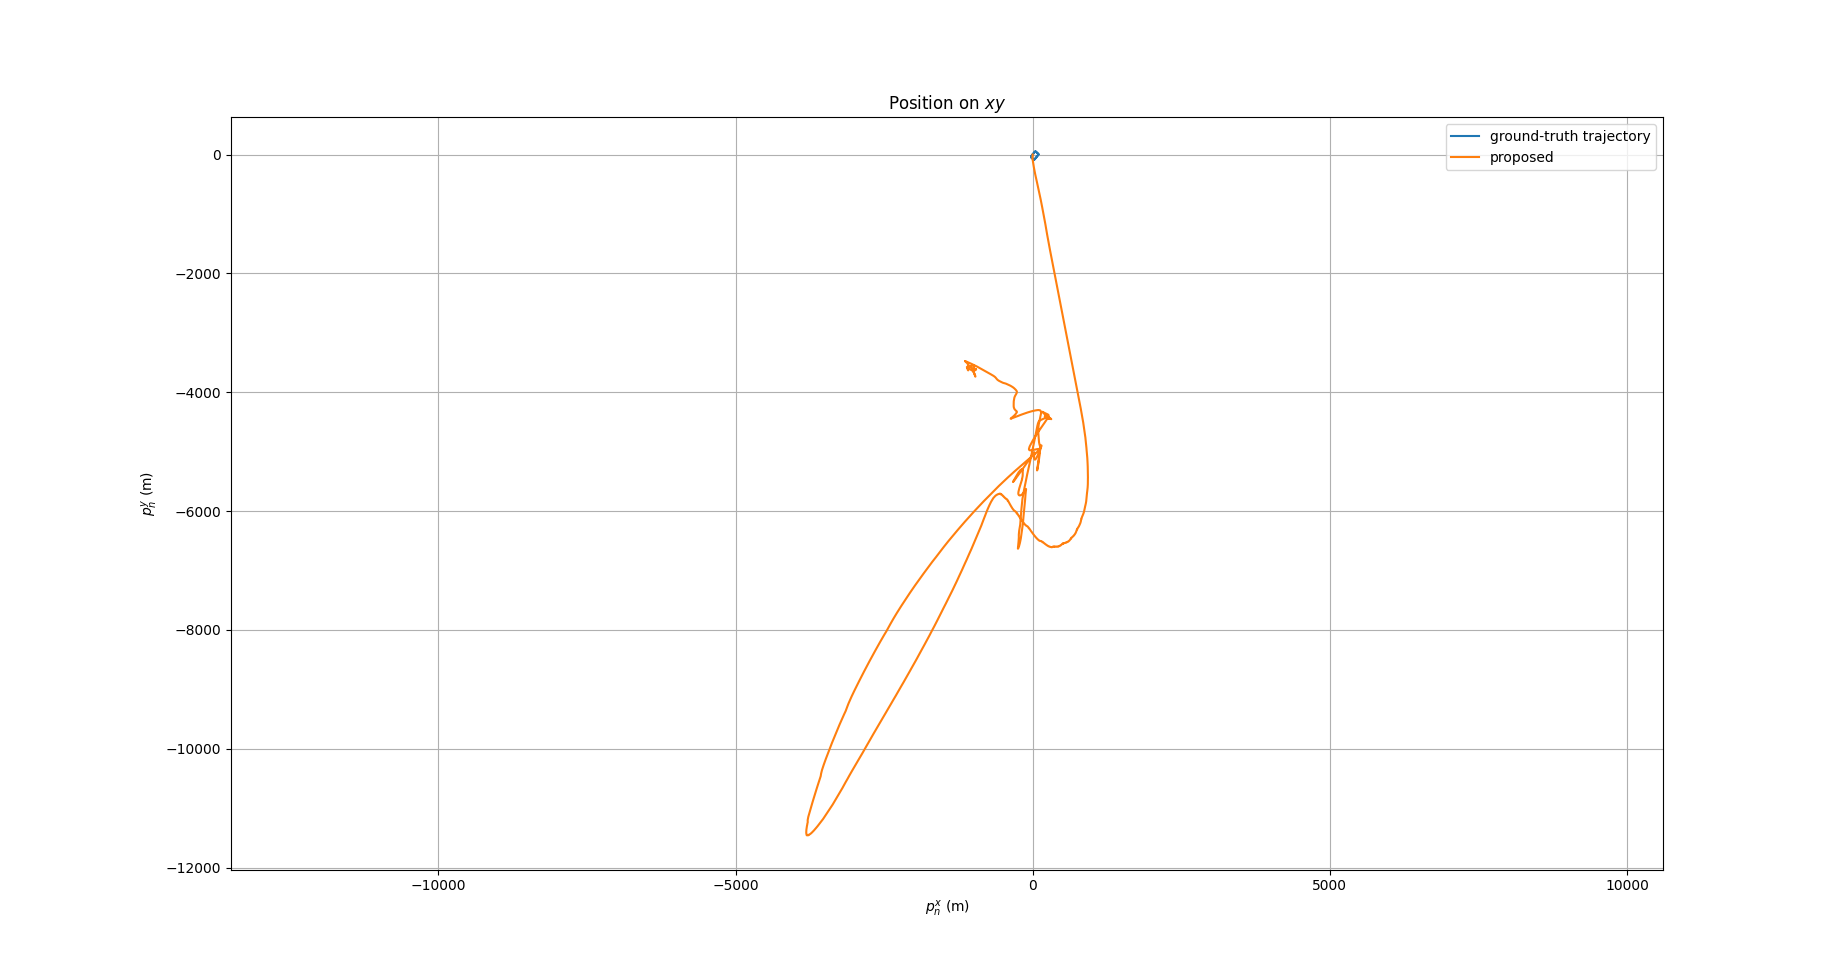 Position on xy
ground-truth trajectory
proposed
0
−2000
−4000
−6000
−8000
−10000
−12000
p_n^y (m)
−10000 −5000 0 5000 10000
p_n^x (m)